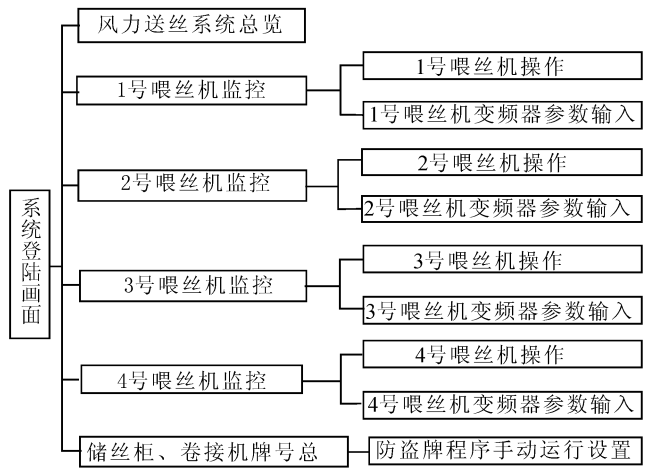 系统登陆画面
风力送丝系统总览
1号喂丝机监控
1号喂丝机操作
1号喂丝机变频器参数输入
2号喂丝机监控
2号喂丝机操作
2号喂丝机变频器参数输入
3号喂丝机监控
3号喂丝机操作
3号喂丝机变频器参数输入
4号喂丝机监控
4号喂丝机操作
4号喂丝机变频器参数输入
储丝柜、卷接机牌号总
防盗牌程序手动运行设置